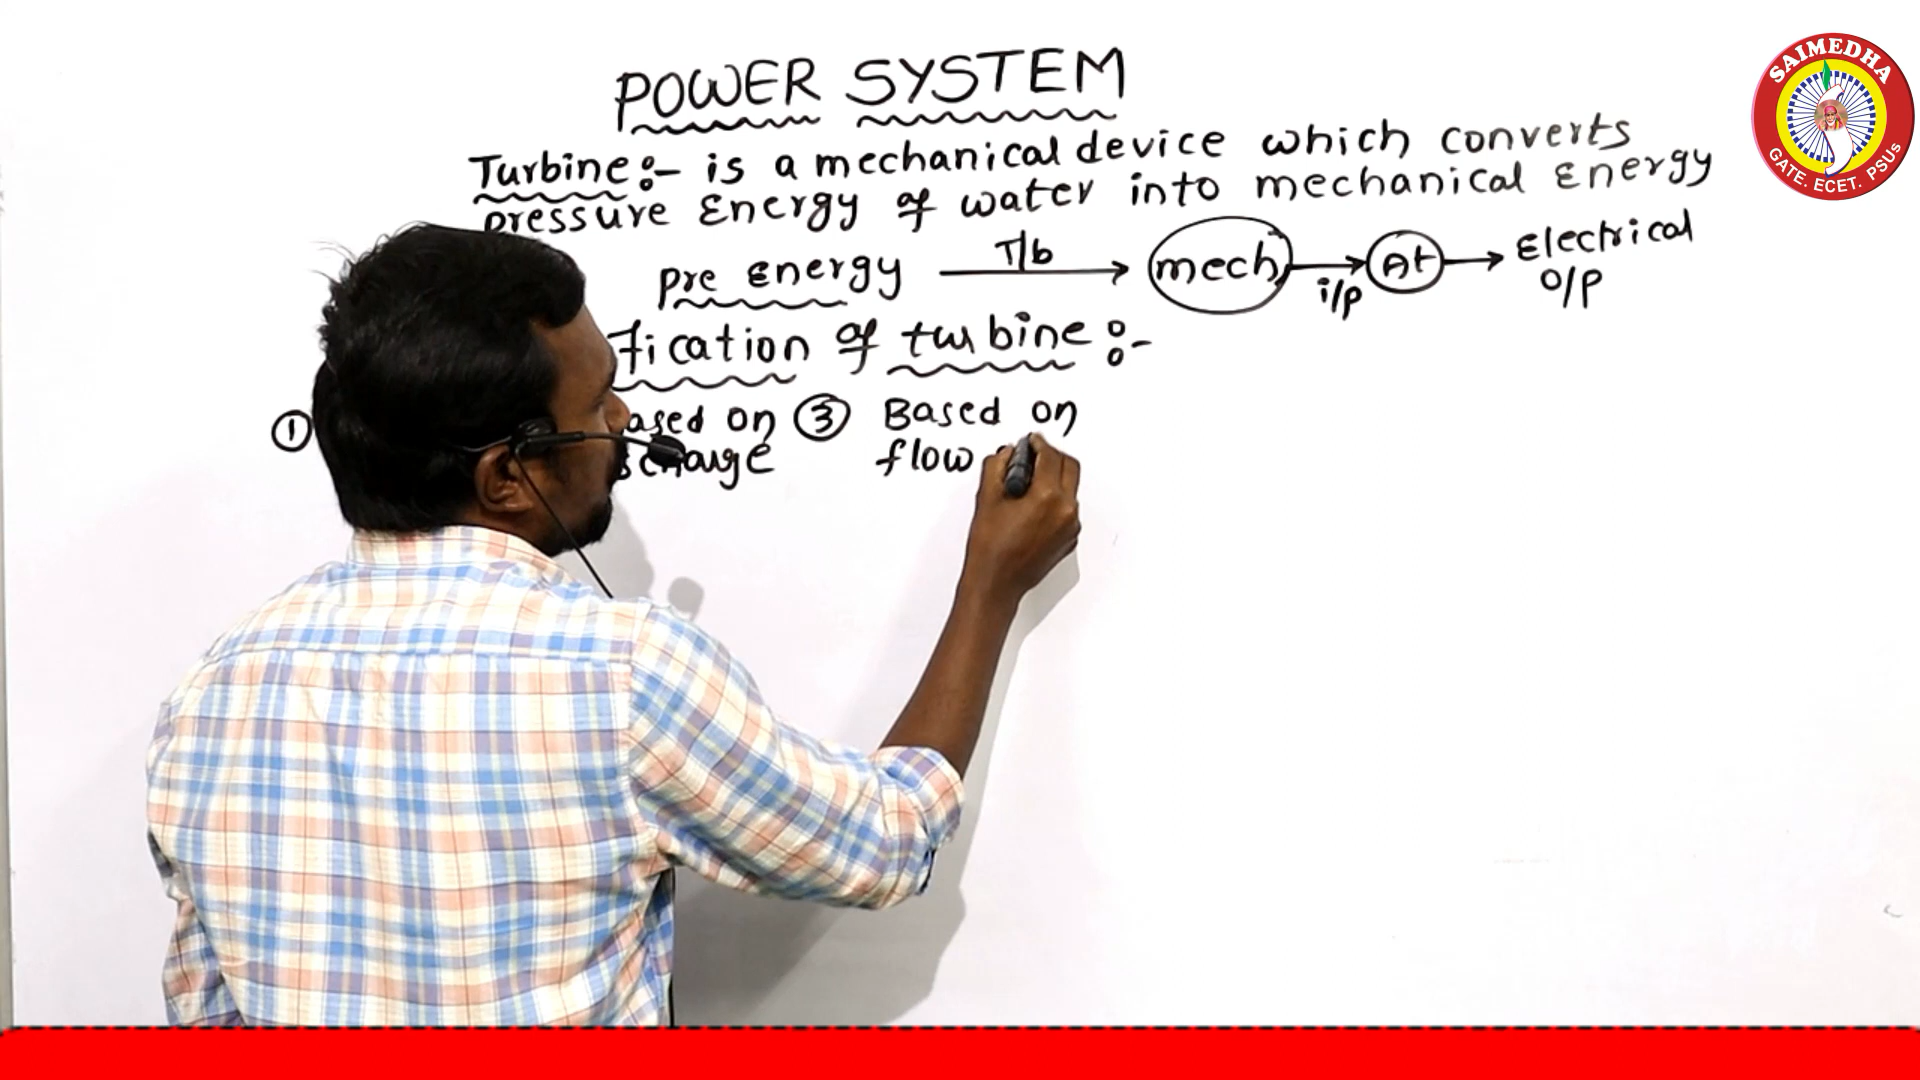 POWER SYSTEM
Turbine:- is a mechanical device which converts
pressure Energy of water into mechanical Energy
pre energy T/b mech i/p At Electrical
o/p
fication of turbine :-
① ased on ③ Based on
scharge flow
SAIMEDHA
GATE. ECET. PSUs